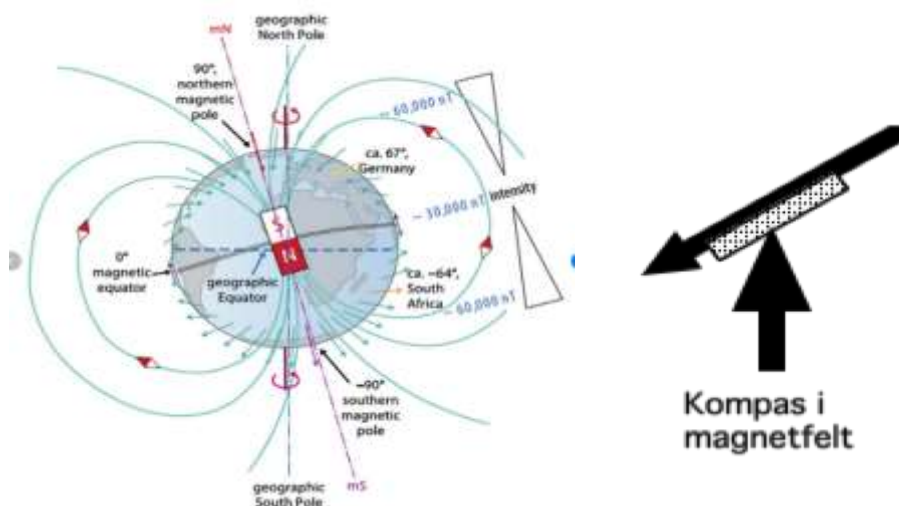 geographic
North Pole
mN
90°,
northern
magnetic
pole
~ 60,000 nT
ca. 67°,
Germany
intensity
~ 30,000 nT
S
N
0°
magnetic
equator
geographic
Equator
ca. −64°,
South
Africa
~ 60,000 nT
−90°
southern
magnetic
pole
geographic
South Pole
mS
Kompas i
magnetfelt